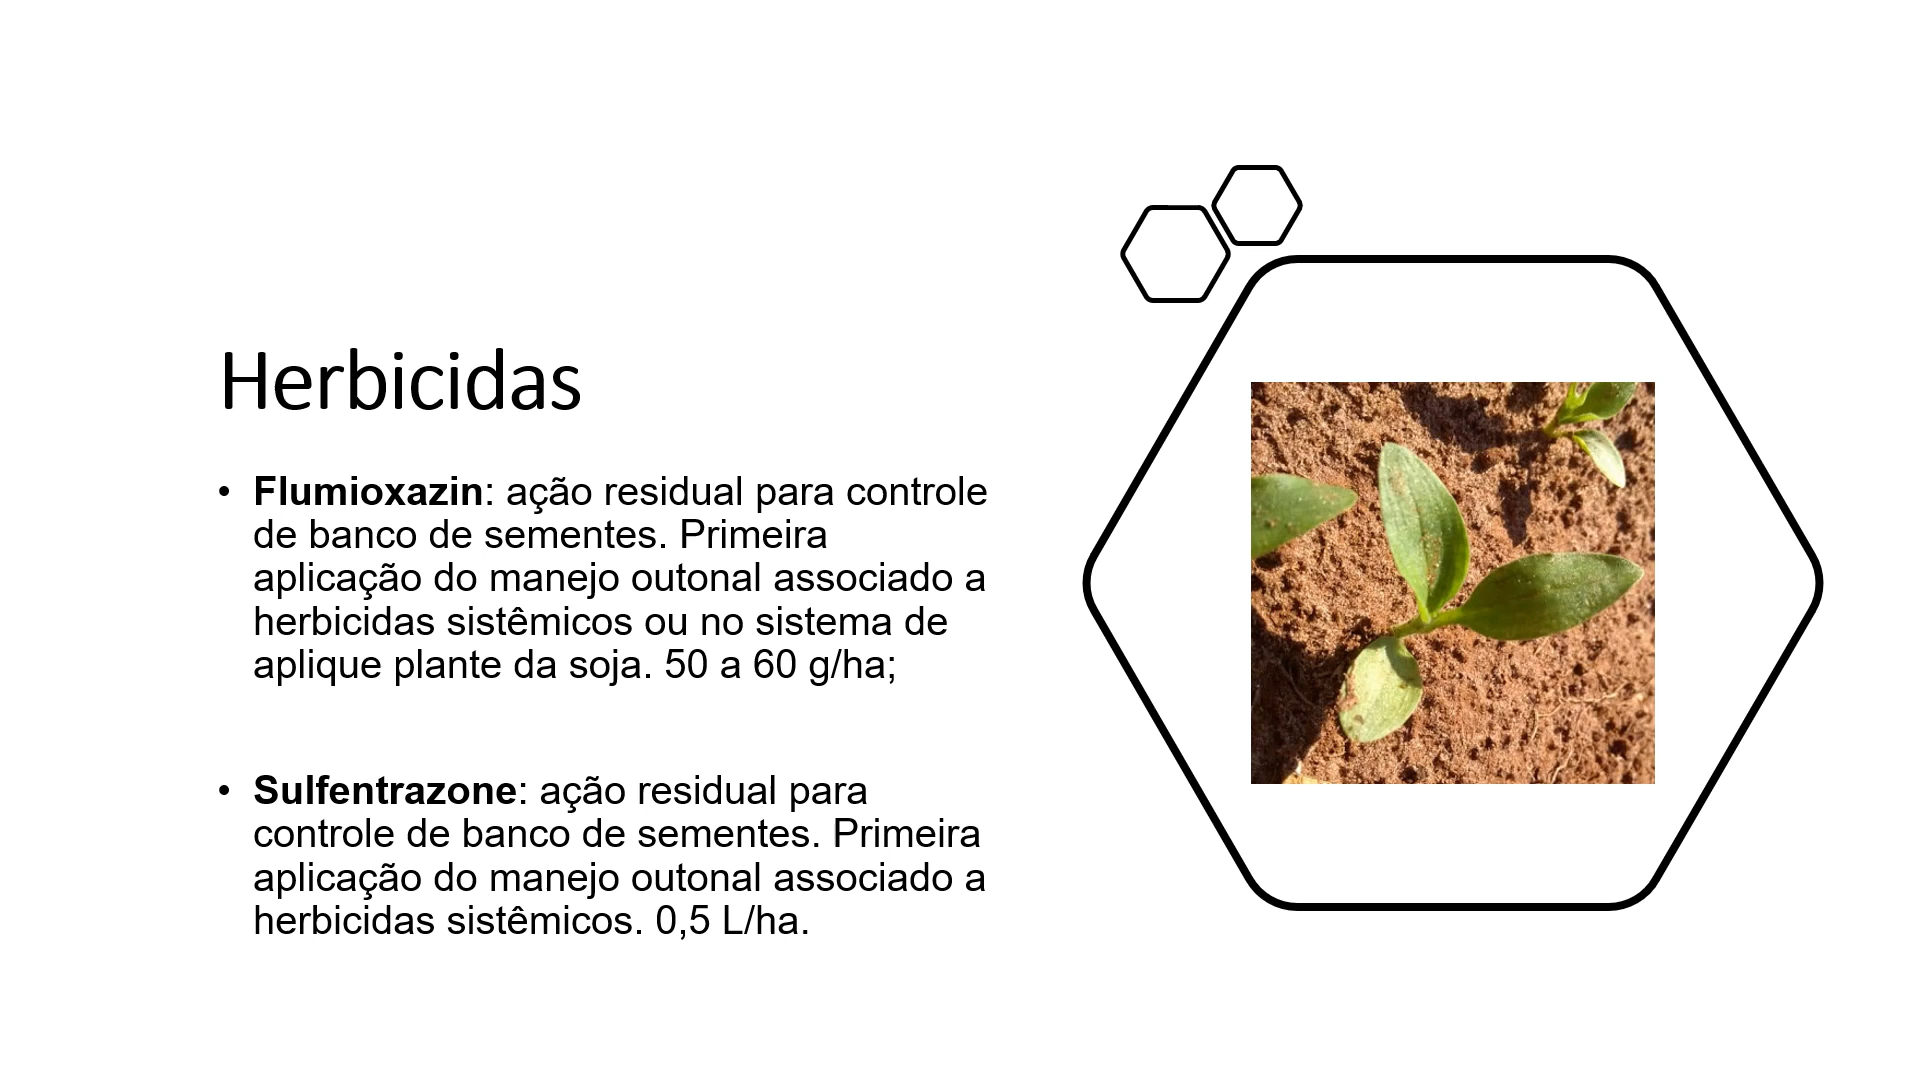 Herbicidas
• Flumioxazin: ação residual para controle
de banco de sementes. Primeira
aplicação do manejo outonal associado a
herbicidas sistêmicos ou no sistema de
aplique plante da soja. 50 a 60 g/ha;
• Sulfentrazone: ação residual para
controle de banco de sementes. Primeira
aplicação do manejo outonal associado a
herbicidas sistêmicos. 0,5 L/ha.